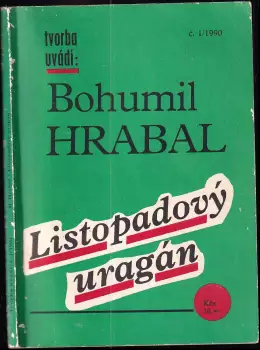 tvorba
uvádí:
č. 1/1990
Bohumil
HRABAL
Listopadový
uragán
Kčs